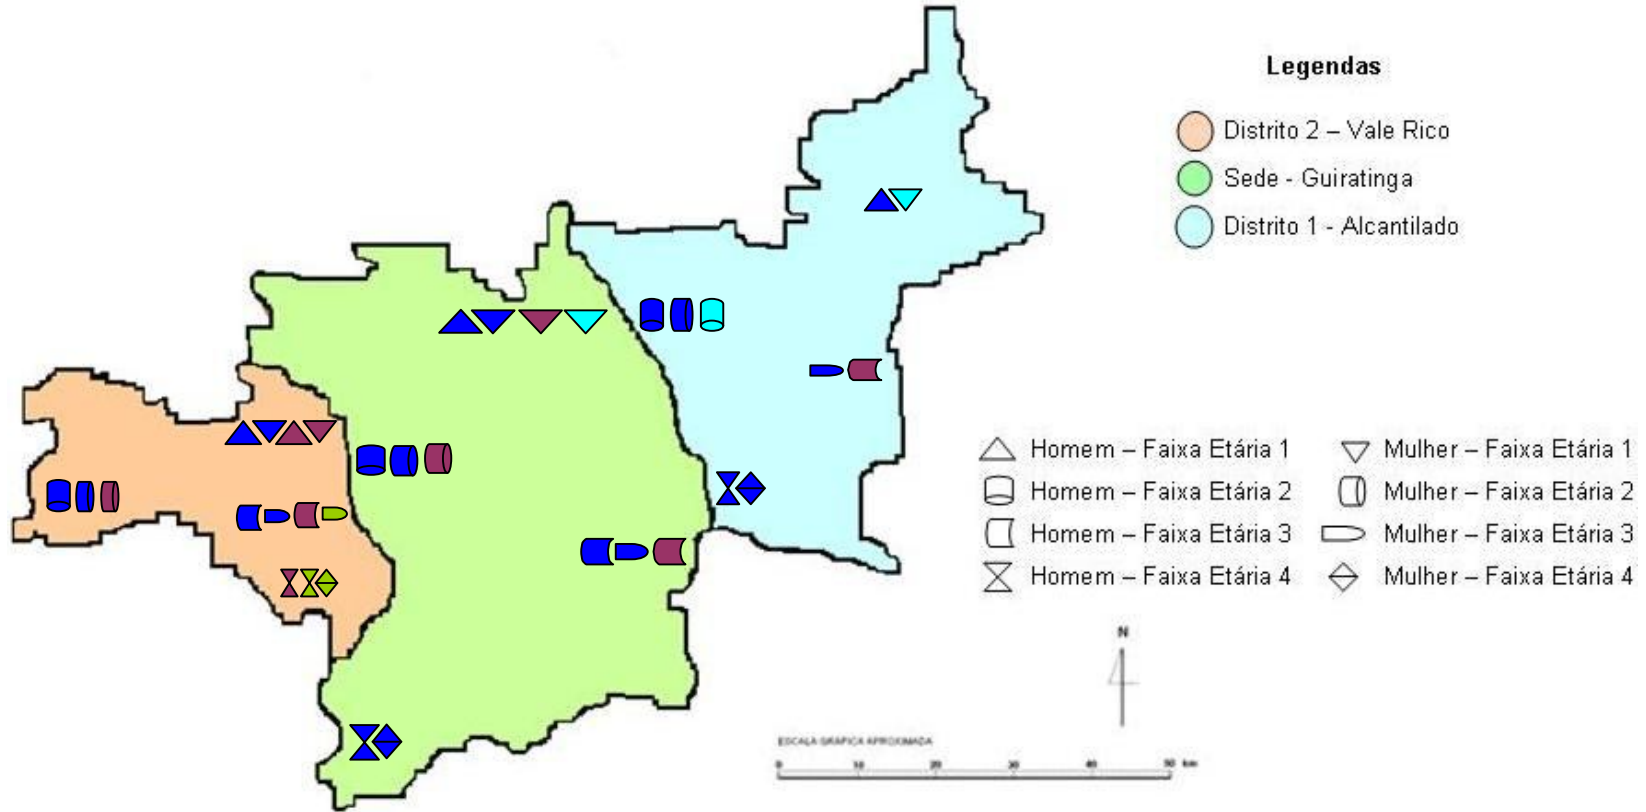 Legendas
Distrito 2 – Vale Rico
Sede - Guiratinga
Distrito 1 - Alcantilado
Homem – Faixa Etária 1
Mulher – Faixa Etária 1
Homem – Faixa Etária 2
Mulher – Faixa Etária 2
Homem – Faixa Etária 3
Mulher – Faixa Etária 3
Homem – Faixa Etária 4
Mulher – Faixa Etária 4
N
ESCALA GRÁFICA APROXIMADA
0 10 20 30 40 50 km